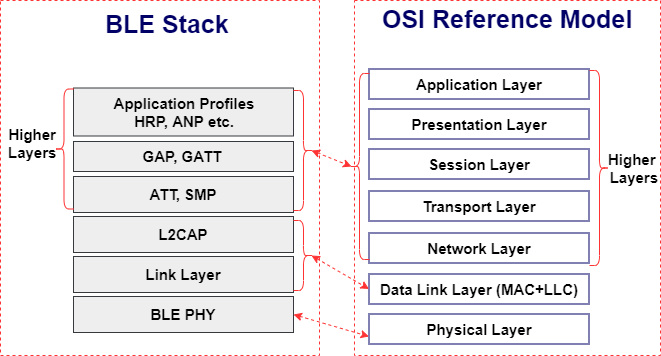 BLE Stack
Higher
Layers
Application Profiles
HRP, ANP etc.
GAP, GATT
ATT, SMP
L2CAP
Link Layer
BLE PHY
OSI Reference Model
Application Layer
Presentation Layer
Session Layer
Transport Layer
Network Layer
Data Link Layer (MAC+LLC)
Physical Layer
Higher
Layers